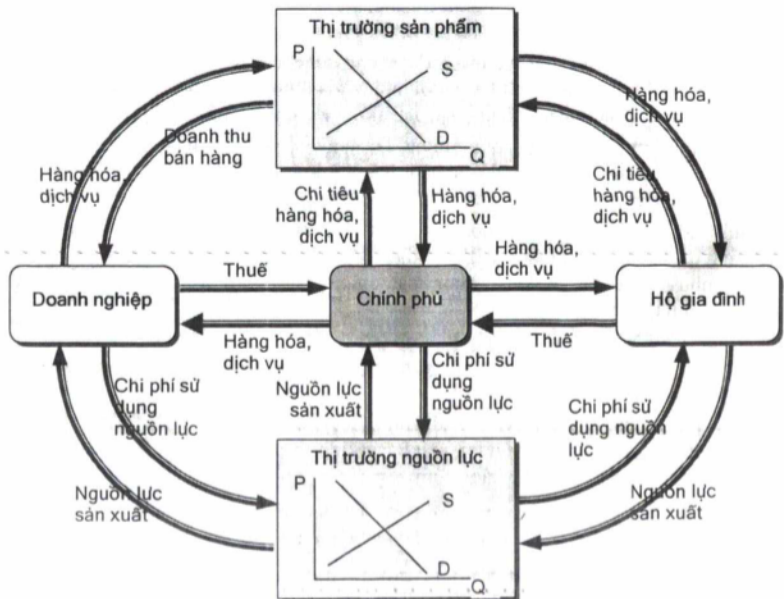 Thị trường sản phẩm
P
S
D
Q
Hàng hóa,
dịch vụ
Doanh thu
bán hàng
Hàng hóa,
dịch vụ
Chi tiêu
hàng hóa,
dịch vụ
Chi tiêu
hàng hóa,
dịch vụ
Hàng hóa,
dịch vụ
Hàng hóa,
dịch vụ
Thuế
Doanh nghiệp
Chính phủ
Hộ gia đình
Hàng hóa,
dịch vụ
Thuế
Chi phí sử
dụng
nguồn lực
Nguồn lực
sản xuất
Chi phí sử
dụng
nguồn lực
Chi phí sử
dụng nguồn
lực
Nguồn lực
sản xuất
Thị trường nguồn lực
P
S
D
Q
Nguồn lực
sản xuất